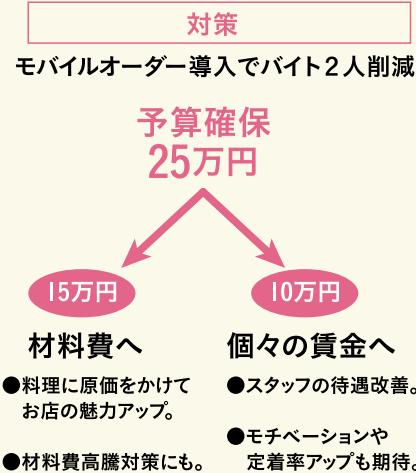 対策
モバイルオーダー導入でバイト2人削減
予算確保
25万円
15万円
10万円
材料費へ
個々の賃金へ
●料理に原価をかけて
お店の魅力アップ。
●材料費高騰対策にも。
●スタッフの待遇改善。
●モチベーションや
定着率アップも期待。